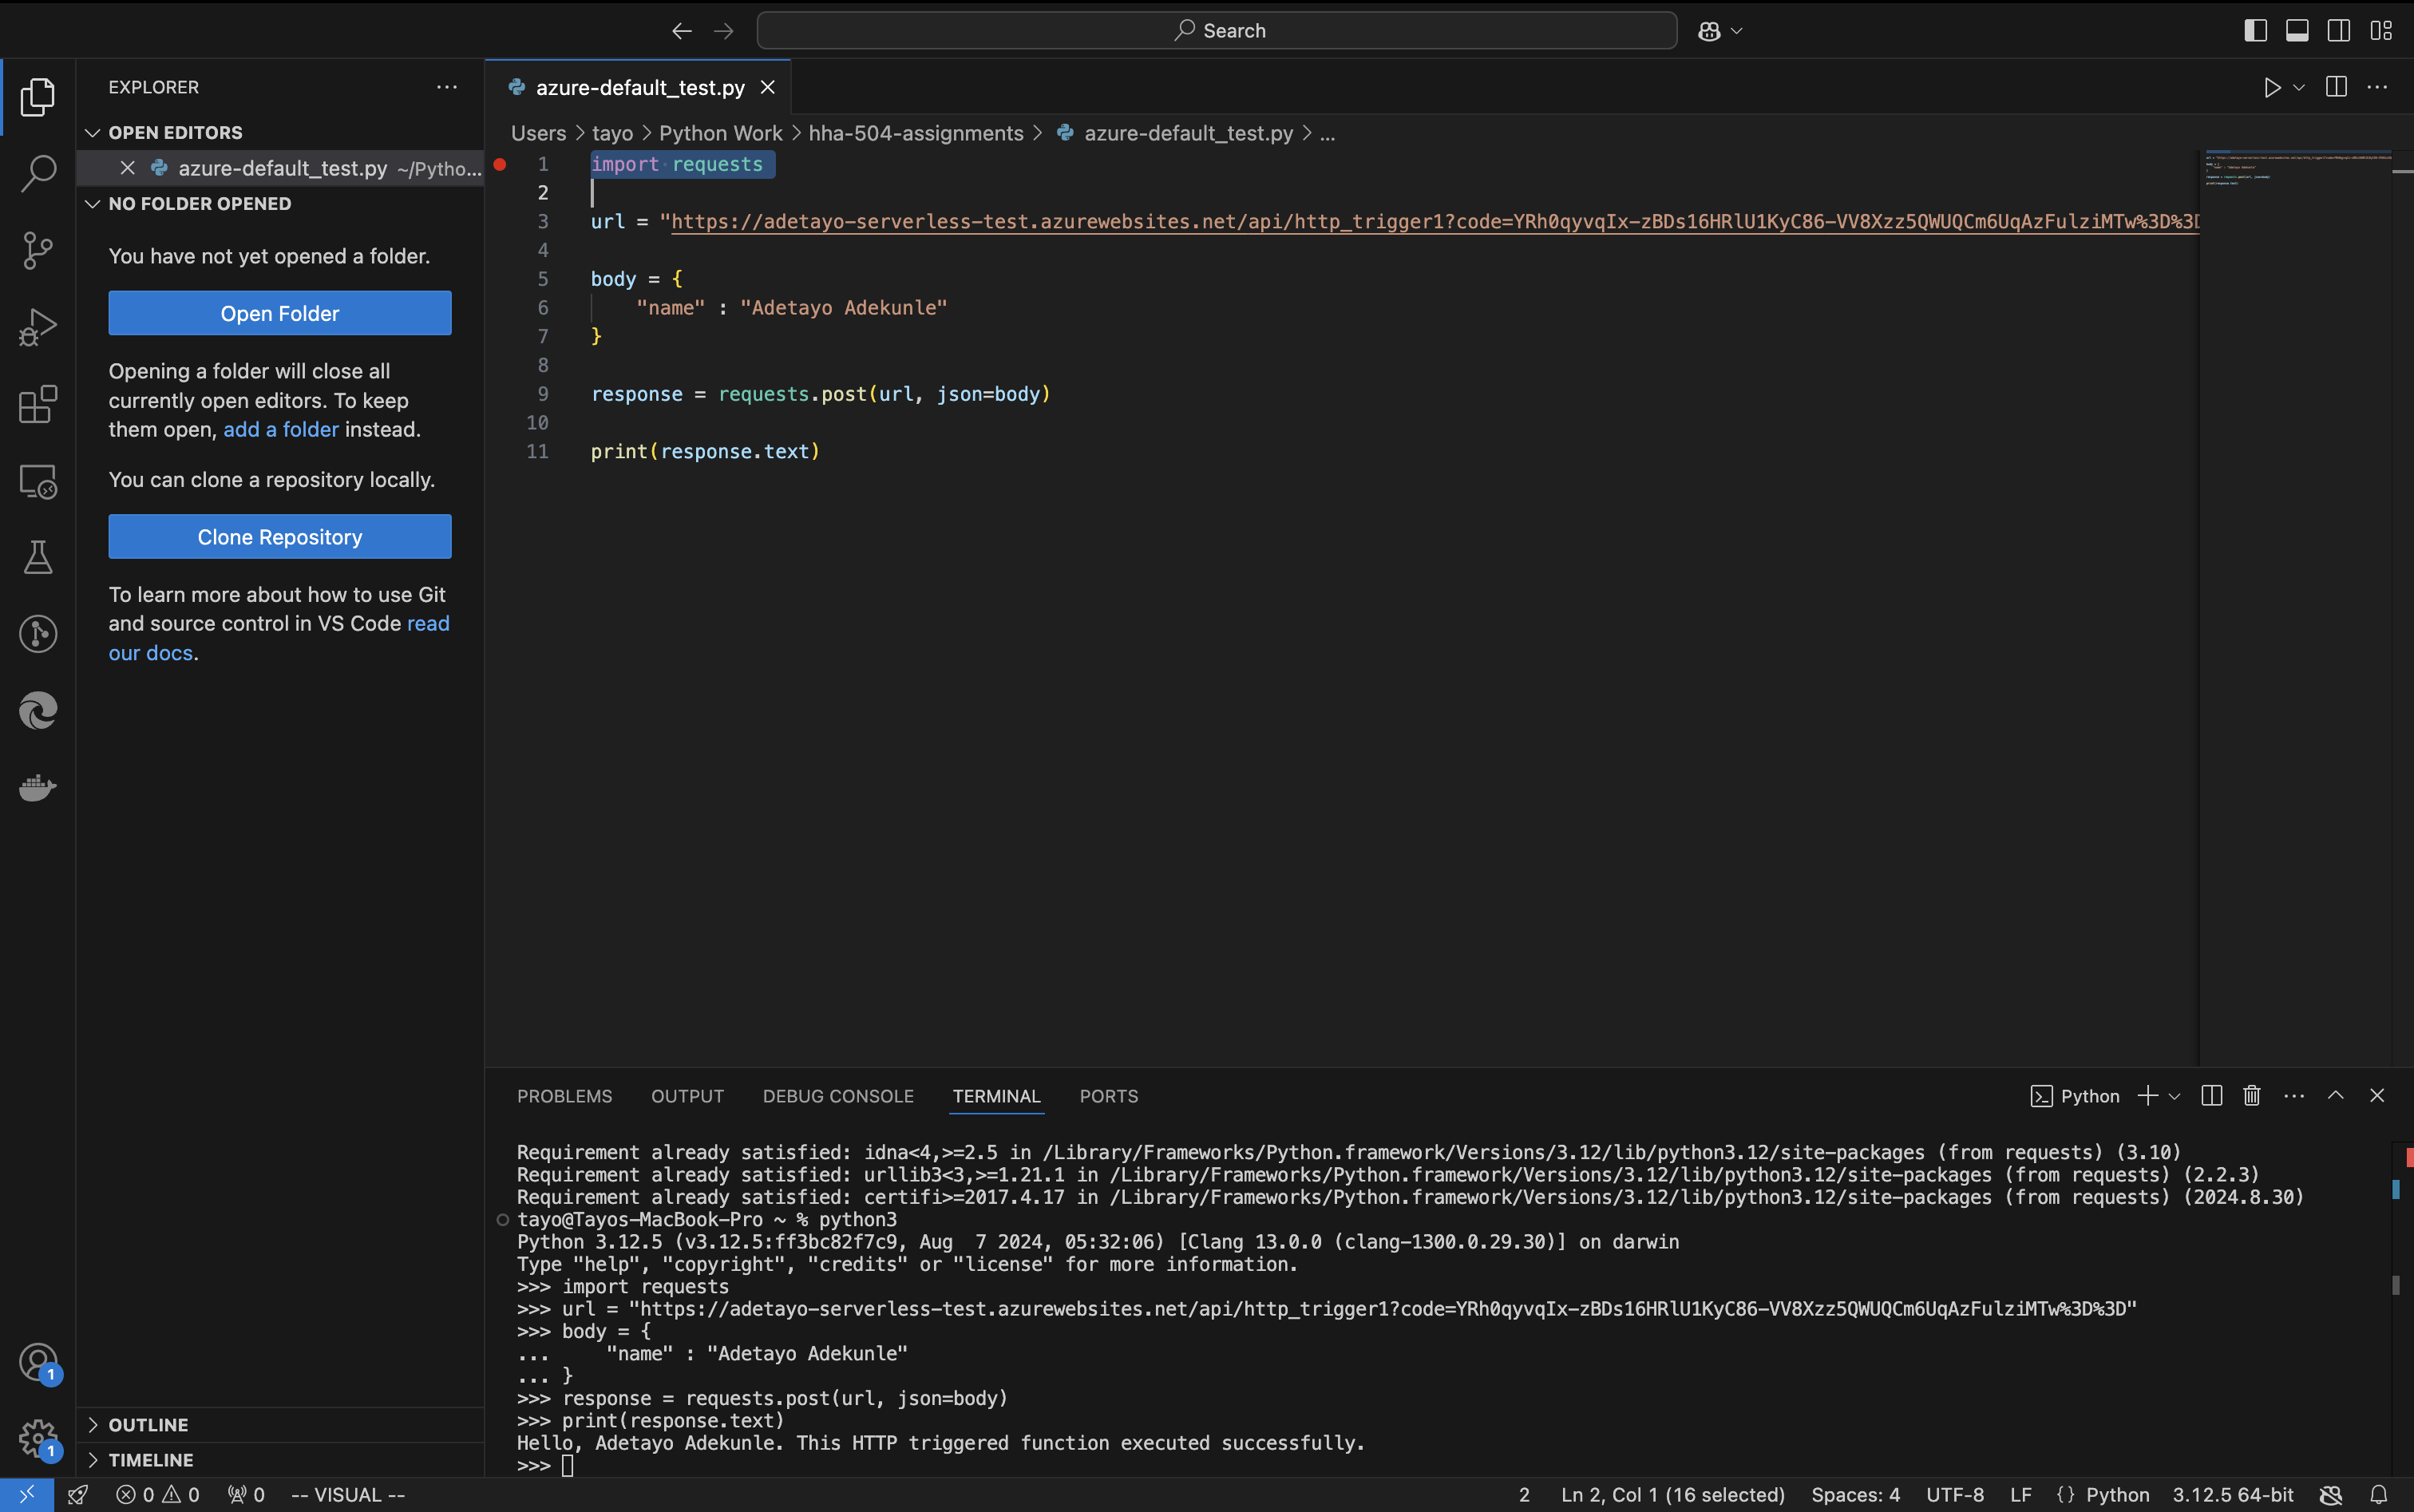 Search
EXPLORER
OPEN EDITORS
azure-default_test.py ~/Pytho...
NO FOLDER OPENED
You have not yet opened a folder.
Open Folder
Opening a folder will close all
currently open editors. To keep
them open, add a folder instead.
You can clone a repository locally.
Clone Repository
To learn more about how to use Git
and source control in VS Code read
our docs.
OUTLINE
TIMELINE
1
1
azure-default_test.py
Users > tayo > Python Work > hha-504-assignments > azure-default_test.py > ...
1 import requests
2
3 url = "https://adetayo-serverless-test.azurewebsites.net/api/http_trigger1?code=YRh0qyvqIx-zBDs16HRlU1KyC86-VV8Xzz5QWUQCm6UqAzFulziMTw%3D%3D
4
5 body = {
6 "name" : "Adetayo Adekunle"
7 }
8
9 response = requests.post(url, json=body)
10
11 print(response.text)
PROBLEMS OUTPUT DEBUG CONSOLE TERMINAL PORTS
Python
Requirement already satisfied: idna<4,>=2.5 in /Library/Frameworks/Python.framework/Versions/3.12/lib/python3.12/site-packages (from requests) (3.10)
Requirement already satisfied: urllib3<3,>=1.21.1 in /Library/Frameworks/Python.framework/Versions/3.12/lib/python3.12/site-packages (from requests) (2.2.3)
Requirement already satisfied: certifi>=2017.4.17 in /Library/Frameworks/Python.framework/Versions/3.12/lib/python3.12/site-packages (from requests) (2024.8.30)
tayo@Tayos-MacBook-Pro ~ % python3
Python 3.12.5 (v3.12.5:ff3bc82f7c9, Aug  7 2024, 05:32:06) [Clang 13.0.0 (clang-1300.0.29.30)] on darwin
Type "help", "copyright", "credits" or "license" for more information.
>>> import requests
>>> url = "https://adetayo-serverless-test.azurewebsites.net/api/http_trigger1?code=YRh0qyvqIx-zBDs16HRlU1KyC86-VV8Xzz5QWUQCm6UqAzFulziMTw%3D%3D"
>>> body = {
...     "name" : "Adetayo Adekunle"
... }
>>> response = requests.post(url, json=body)
>>> print(response.text)
Hello, Adetayo Adekunle. This HTTP triggered function executed successfully.
>>>
0 0 0 -- VISUAL -- 2 Ln 2, Col 1 (16 selected) Spaces: 4 UTF-8 LF {} Python 3.12.5 64-bit